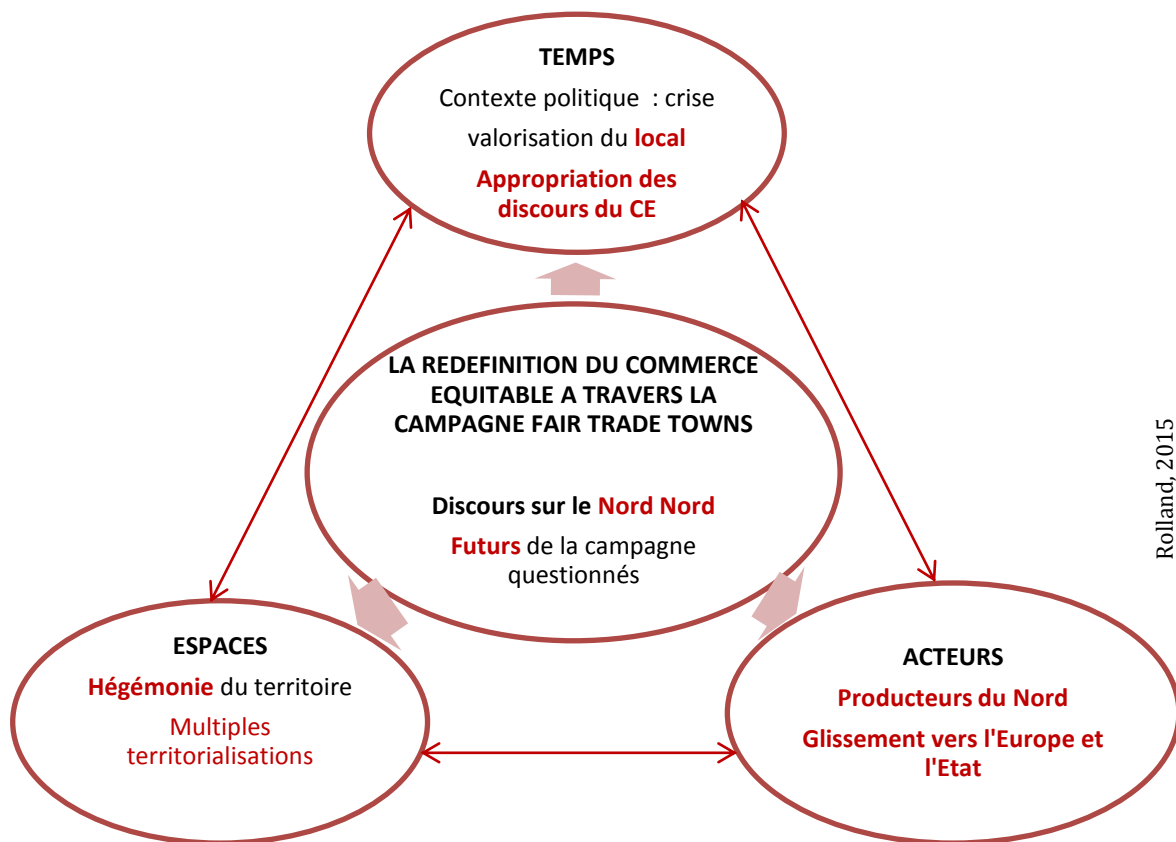 TEMPS
Contexte politique : crise
valorisation du local
Appropriation des
discours du CE
LA REDEFINITION DU COMMERCE
EQUITABLE A TRAVERS LA
CAMPAGNE FAIR TRADE TOWNS
Discours sur le Nord Nord
Futurs de la campagne
questionnés
ESPACES
Hégémonie du territoire
Multiples
territorialisations
ACTEURS
Producteurs du Nord
Glissement vers l'Europe et
l'Etat
Rolland, 2015